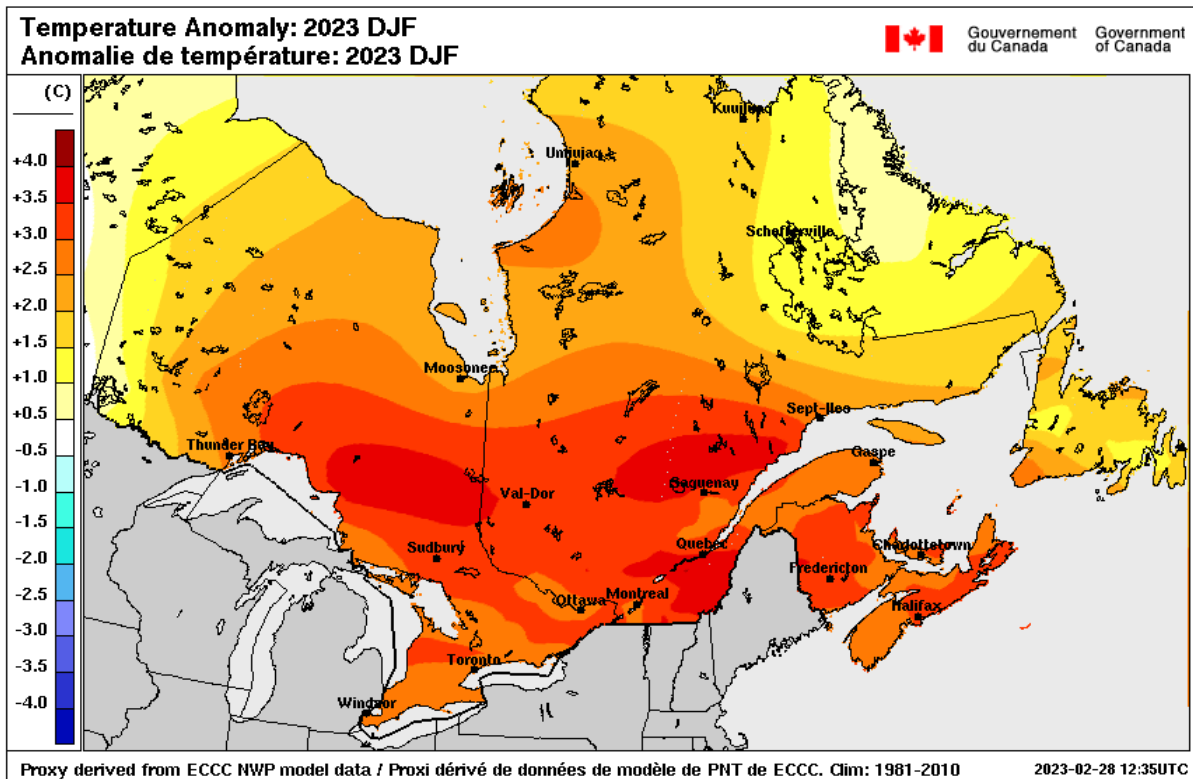 Temperature Anomaly: 2023 DJF
Anomalie de température: 2023 DJF
Gouvernement du Canada
Government of Canada
(C)
+4.0
+3.5
+3.0
+2.5
+2.0
+1.5
+1.0
+0.5
-0.5
-1.0
-1.5
-2.0
-2.5
-3.0
-3.5
-4.0
Kuujjuaq
Umiujaq
Schefferville
Moosonee
Sept-Iles
Thunder Bay
Gaspe
Saguenay
Val-Dor
Quebec
Charlottetown
Sudbury
Fredericton
Ottawa
Montreal
Halifax
Toronto
Windsor
Proxy derived from ECCC NWP model data / Proxi dérivé de données de modèle de PNT de ECCC. Clim: 1981-2010
2023-02-28 12:35UTC